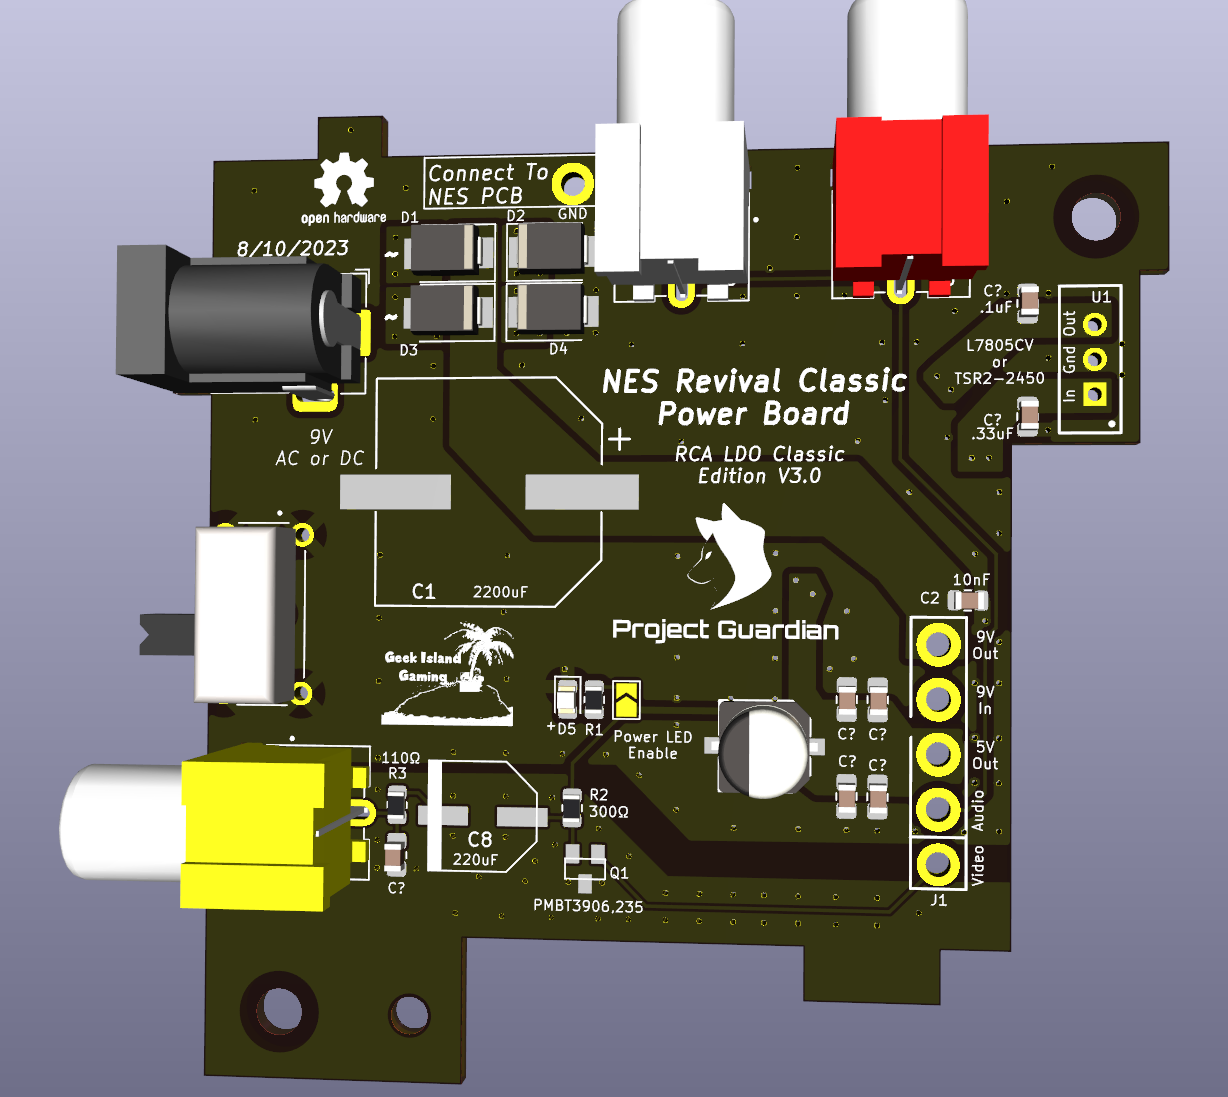 open hardware
Connect To
NES PCB
GND
D1
D2
8/10/2023
~
~
D3
D4
9V
AC or DC
+
NES Revival Classic
Power Board
RCA LDO Classic
Edition V3.0
C?
.1uF
U1
Out
Gnd
In
L7805CV
or
TSR2-2450
C?
.33uF
C1
2200uF
Project Guardian
Geek Island
Gaming
10nF
C2
9V
Out
9V
In
5V
Out
Audio
Video
J1
+D5
R1
Power LED
Enable
C?
C?
C?
C?
110Ω
R3
C?
C8
220uF
R2
300Ω
Q1
PMBT3906,235